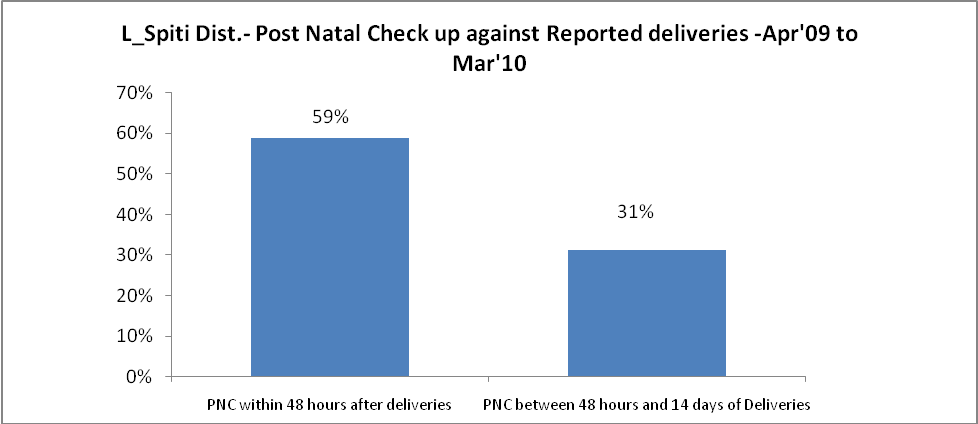 L_Spiti Dist.- Post Natal Check up against Reported deliveries -Apr'09 to
Mar'10
70%
60%
50%
40%
30%
20%
10%
0%
59%
31%
PNC within 48 hours after deliveries
PNC between 48 hours and 14 days of Deliveries